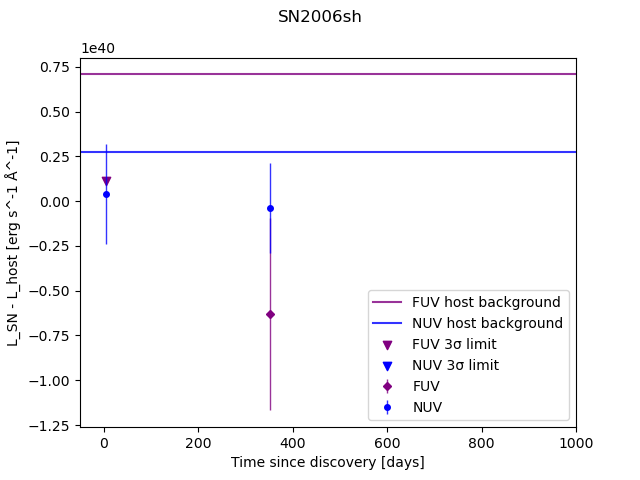 SN2006sh
1e40
L_SN - L_host [erg s^-1 Å^-1]
0.75
0.50
0.25
0.00
−0.25
−0.50
−0.75
−1.00
−1.25
FUV host background
NUV host background
FUV 3σ limit
NUV 3σ limit
FUV
NUV
0 200 400 600 800 1000
Time since discovery [days]